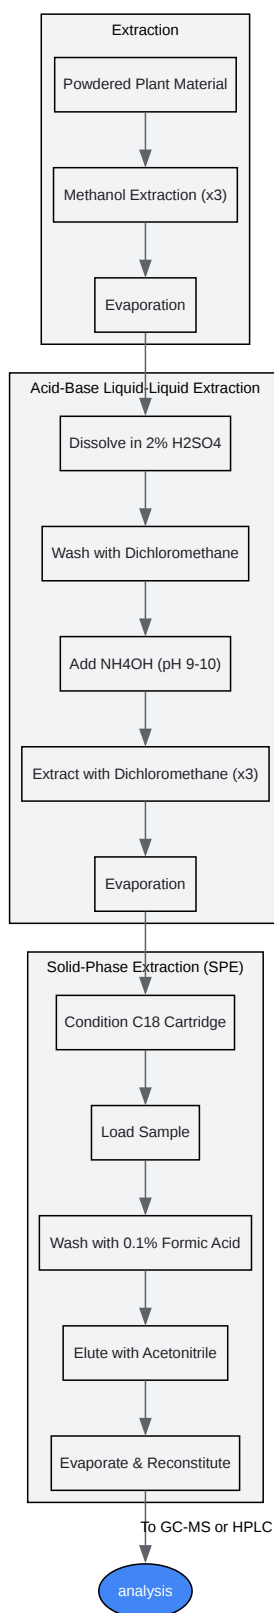 Extraction
Powdered Plant Material
Methanol Extraction (x3)
Evaporation
Acid-Base Liquid-Liquid Extraction
Dissolve in 2% H2SO4
Wash with Dichloromethane
Add NH4OH (pH 9-10)
Extract with Dichloromethane (x3)
Evaporation
Solid-Phase Extraction (SPE)
Condition C18 Cartridge
Load Sample
Wash with 0.1% Formic Acid
Elute with Acetonitrile
Evaporate & Reconstitute
To GC-MS or HPLC
analysis